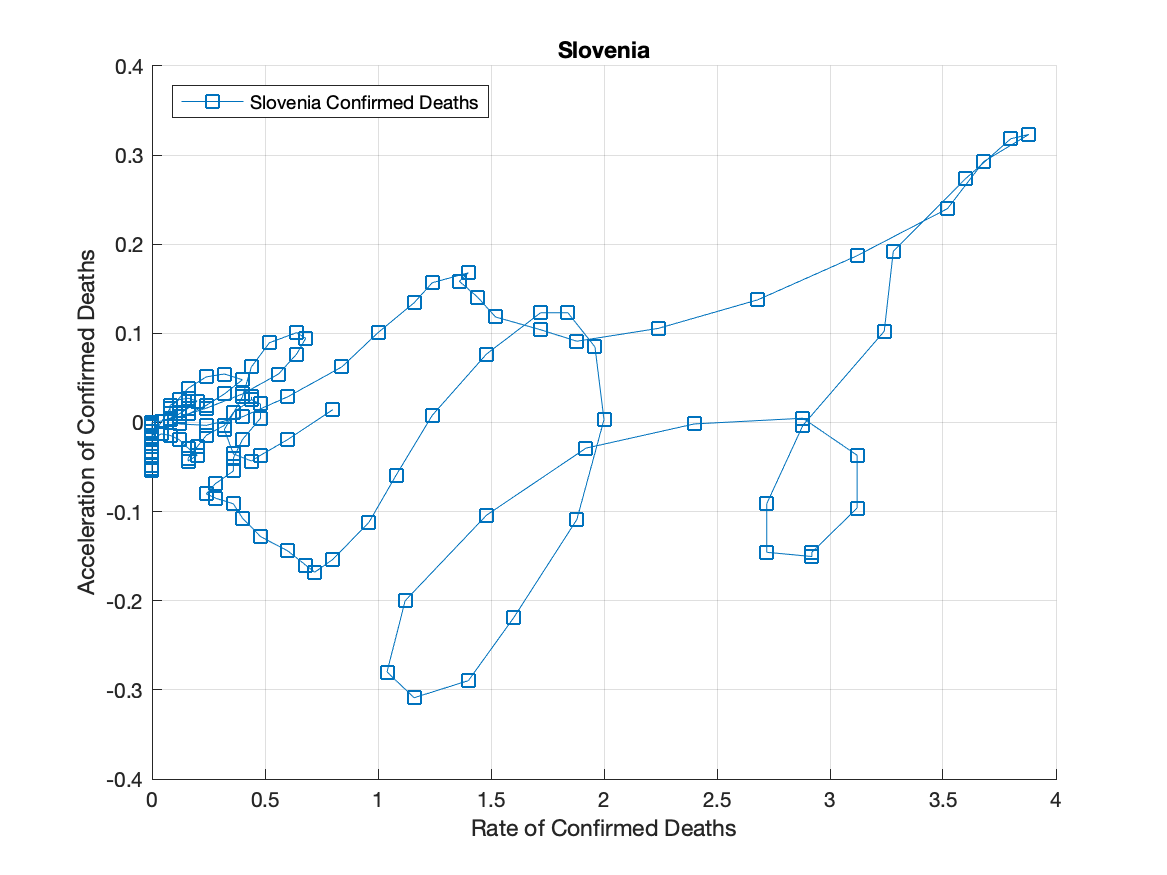 Slovenia
0.4
Slovenia Confirmed Deaths
0.3
0.2
0.1
0
-0.1
-0.2
-0.3
-0.4
Acceleration of Confirmed Deaths
0 0.5 1 1.5 2 2.5 3 3.5 4
Rate of Confirmed Deaths